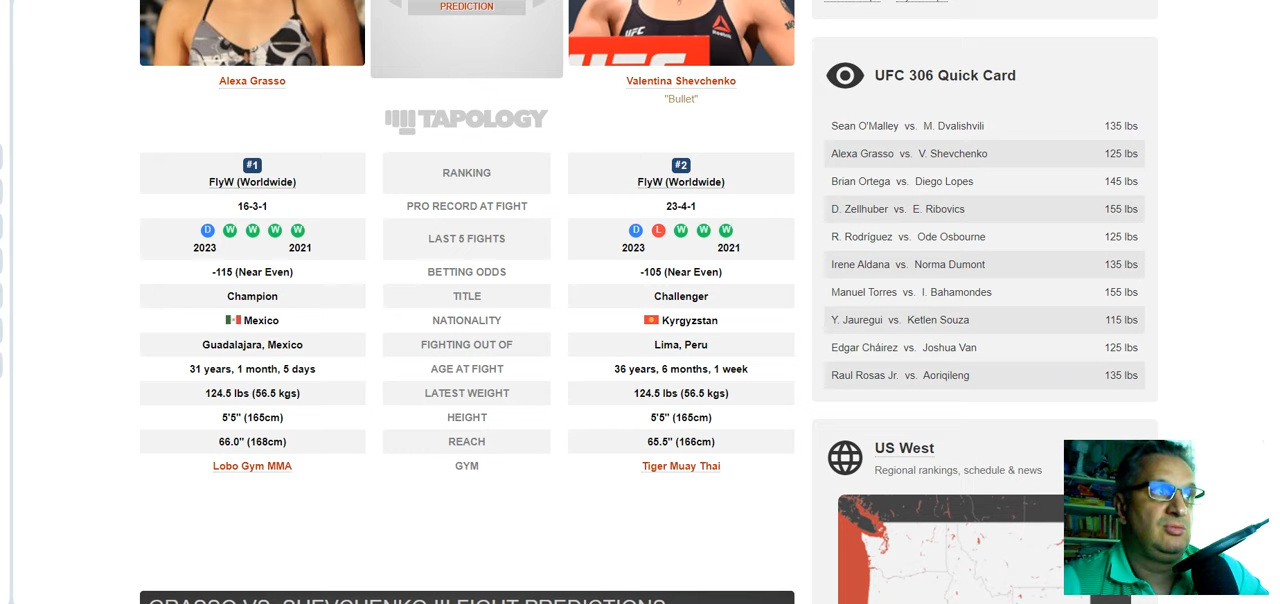 PREDICTION
UFC
Reebok
UFC
Alexa Grasso
Valentina Shevchenko
"Bullet"
TAPOLOGY
#1
FlyW (Worldwide)
RANKING
#2
FlyW (Worldwide)
16-3-1
PRO RECORD AT FIGHT
23-4-1
D W W W W
2023 2021
LAST 5 FIGHTS
D L W W W
2023 2021
-115 (Near Even)
BETTING ODDS
-105 (Near Even)
Champion
TITLE
Challenger
Mexico
NATIONALITY
Kyrgyzstan
Guadalajara, Mexico
FIGHTING OUT OF
Lima, Peru
31 years, 1 month, 5 days
AGE AT FIGHT
36 years, 6 months, 1 week
124.5 lbs (56.5 kgs)
LATEST WEIGHT
124.5 lbs (56.5 kgs)
5'5" (165cm)
HEIGHT
5'5" (165cm)
66.0" (168cm)
REACH
65.5" (166cm)
Lobo Gym MMA
GYM
Tiger Muay Thai
GRASSO VS. SHEVCHENKO III FIGHT PREDICTIONS
UFC 306 Quick Card
Sean O'Malley vs. M. Dvalishvili 135 lbs
Alexa Grasso vs. V. Shevchenko 125 lbs
Brian Ortega vs. Diego Lopes 145 lbs
D. Zellhuber vs. E. Ribovics 155 lbs
R. Rodríguez vs. Ode Osbourne 125 lbs
Irene Aldana vs. Norma Dumont 135 lbs
Manuel Torres vs. I. Bahamondes 155 lbs
Y. Jauregui vs. Ketlen Souza 115 lbs
Edgar Cháirez vs. Joshua Van 125 lbs
Raul Rosas Jr. vs. Aoriqileng 135 lbs
US West
Regional rankings, schedule & news